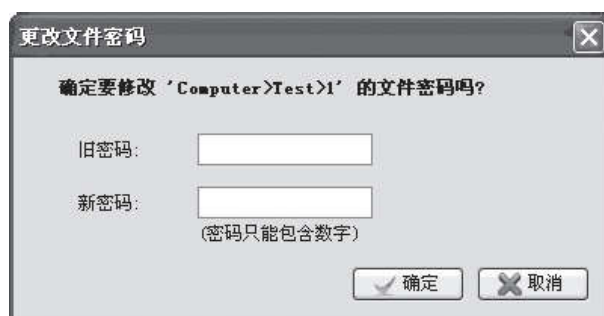 更改文件密码
确定要修改 'Computer>Test>1' 的文件密码吗?
旧密码:
新密码:
(密码只能包含数字)
确定 取消